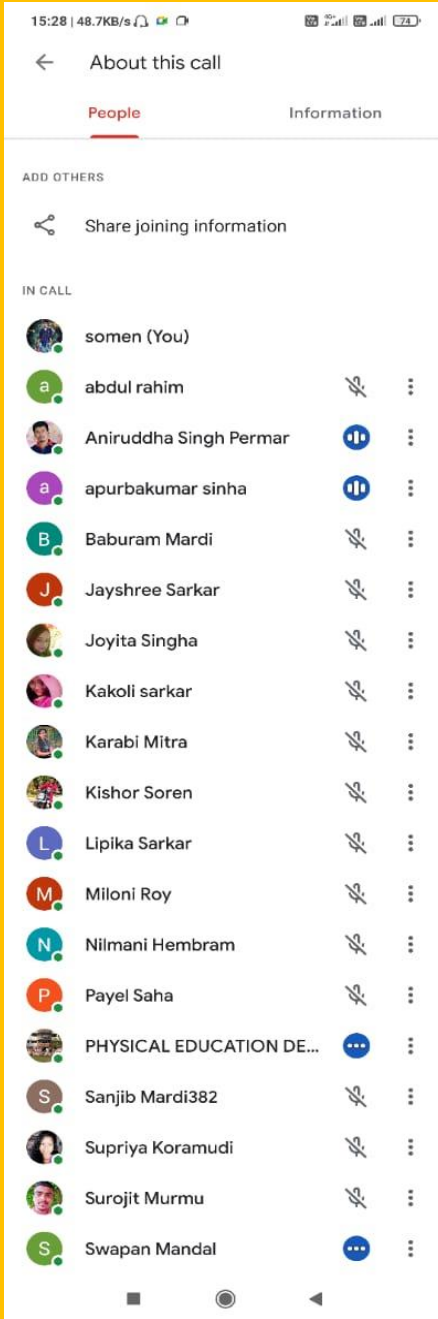 15:28 | 48.7KB/s 74
About this call
People Information
ADD OTHERS
Share joining information
IN CALL
somen (You)
a abdul rahim
Aniruddha Singh Permar
a apurbakumar sinha
B Baburam Mardi
J Jayshree Sarkar
Joyita Singha
Kakoli sarkar
Karabi Mitra
Kishor Soren
L Lipika Sarkar
M Miloni Roy
N Nilmani Hembram
P Payel Saha
PHYSICAL EDUCATION DE...
S Sanjib Mardi382
Supriya Koramudi
Surojit Murmu
S Swapan Mandal